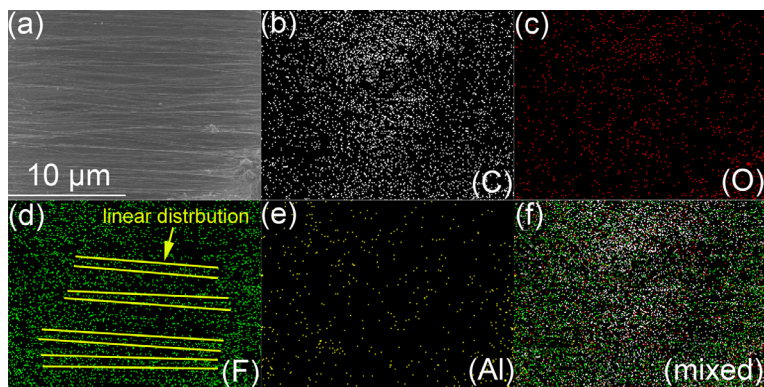 (a)
10 µm
(b)
(C)
(c)
(O)
(d)
linear distrbution
(F)
(e)
(Al)
(f)
(mixed)